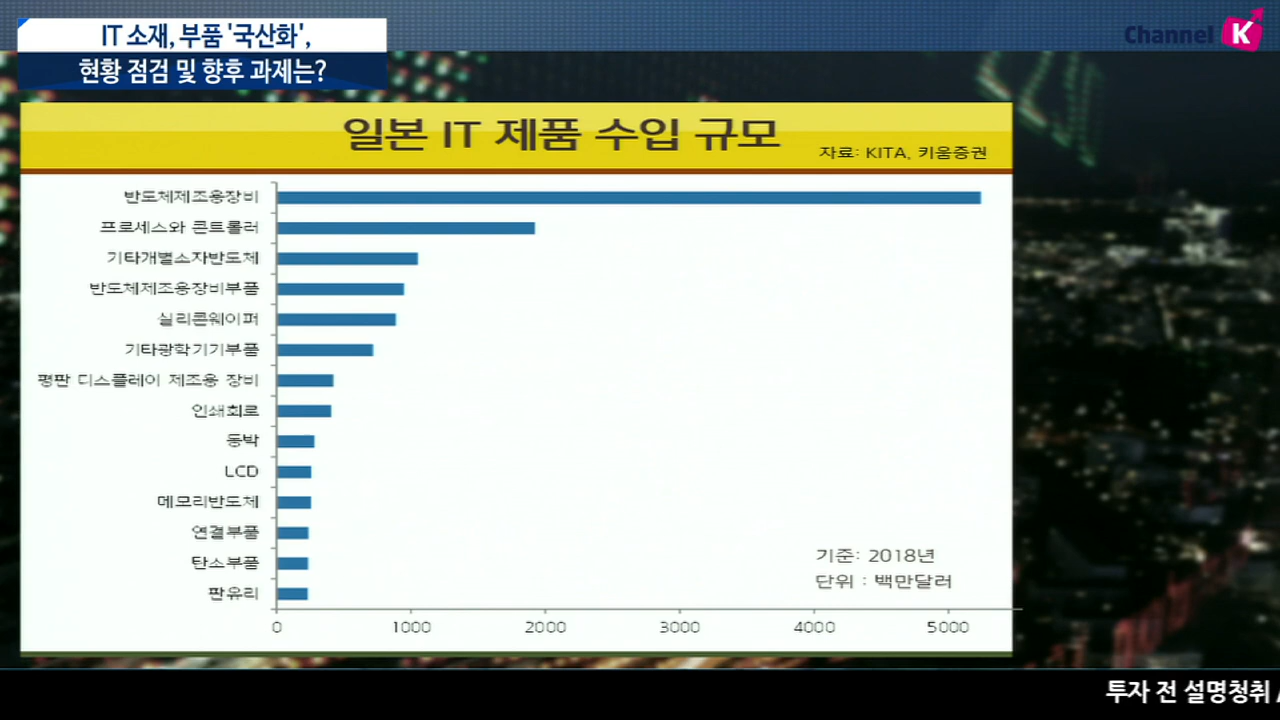 IT 소재, 부품 '국산화',
현황 점검 및 향후 과제는?
Channel K
일본 IT 제품 수입 규모
자료: KITA, 키움증권
반도체제조용장비
프로세스와 콘트롤러
기타개별소자반도체
반도체제조용장비부품
실리콘웨이퍼
기타광학기기부품
평판 디스플레이 제조용 장비
인쇄회로
동박
LCD
메모리반도체
연결부품
탄소부품
판유리
기준: 2018년
단위 : 백만달러
0 1000 2000 3000 4000 5000
투자 전 설명청취